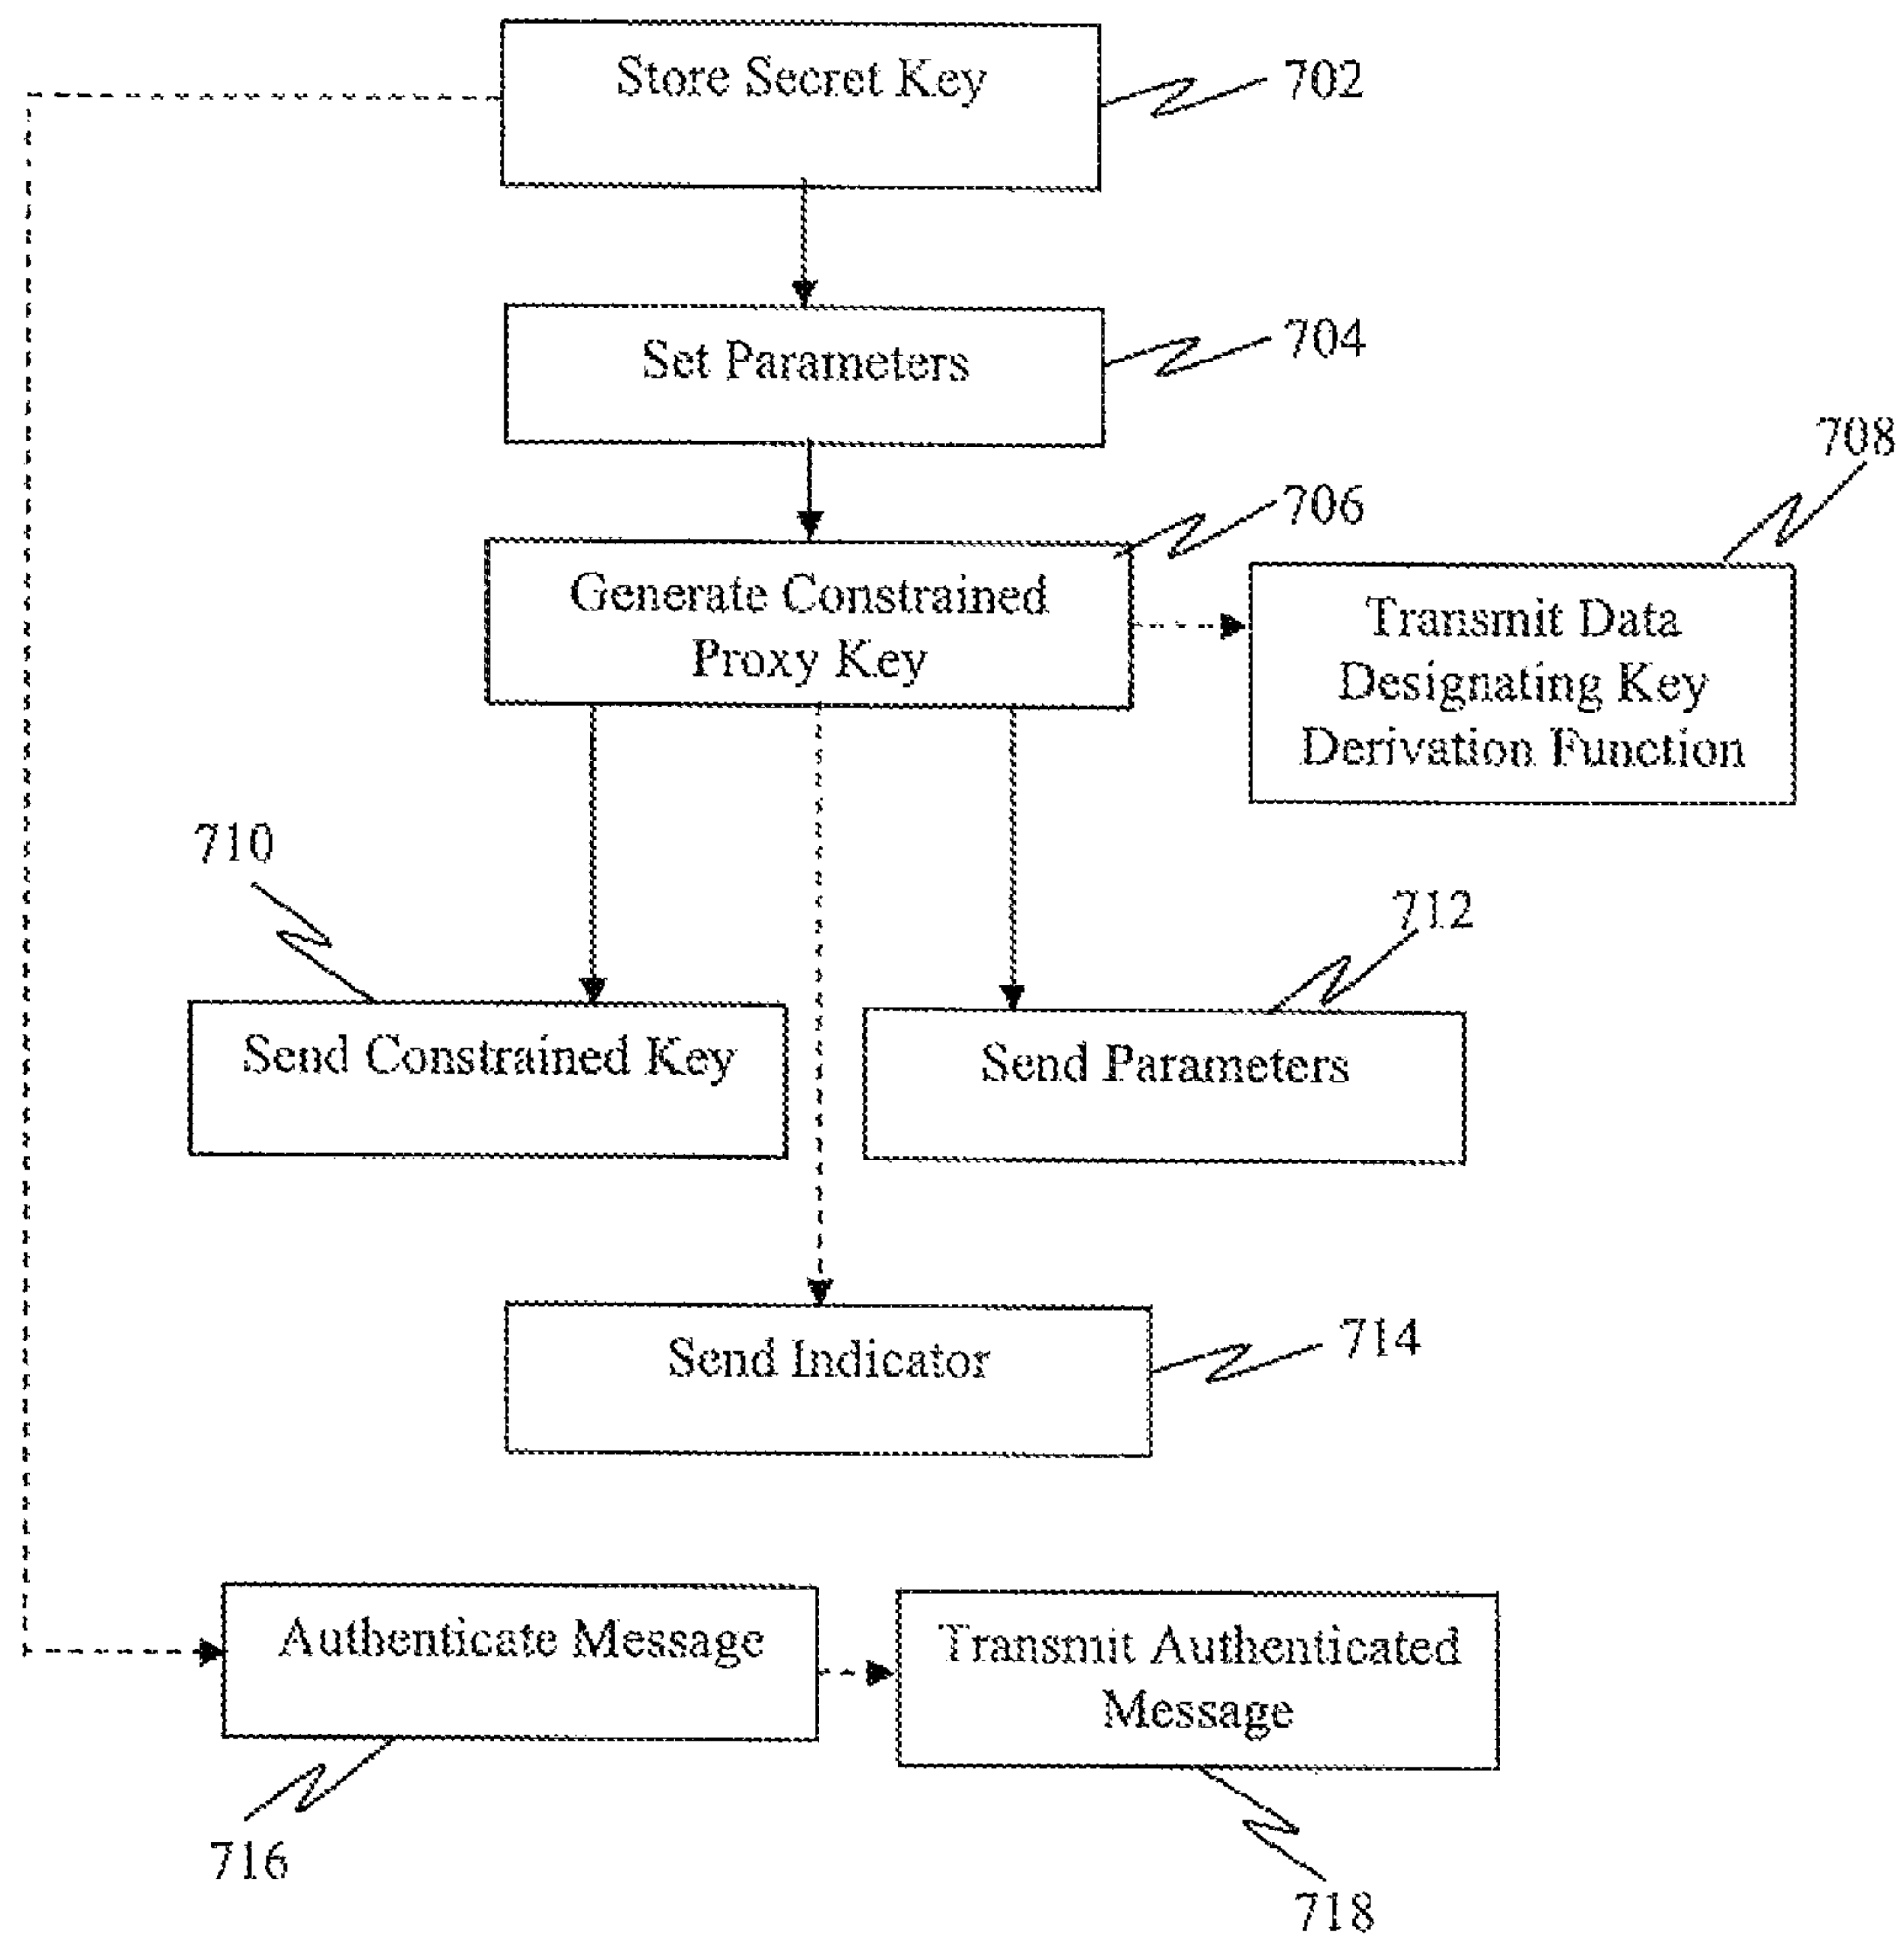 Store Secret Key
702
Set Parameters
704
708
706
Generate Constrained
Proxy Key
Transmit Data
Designating Key
Derivation Function
710
712
Send Constrained Key
Send Parameters
Send Indicator
714
Authenticate Message
Transmit Authenticated
Message
716
718